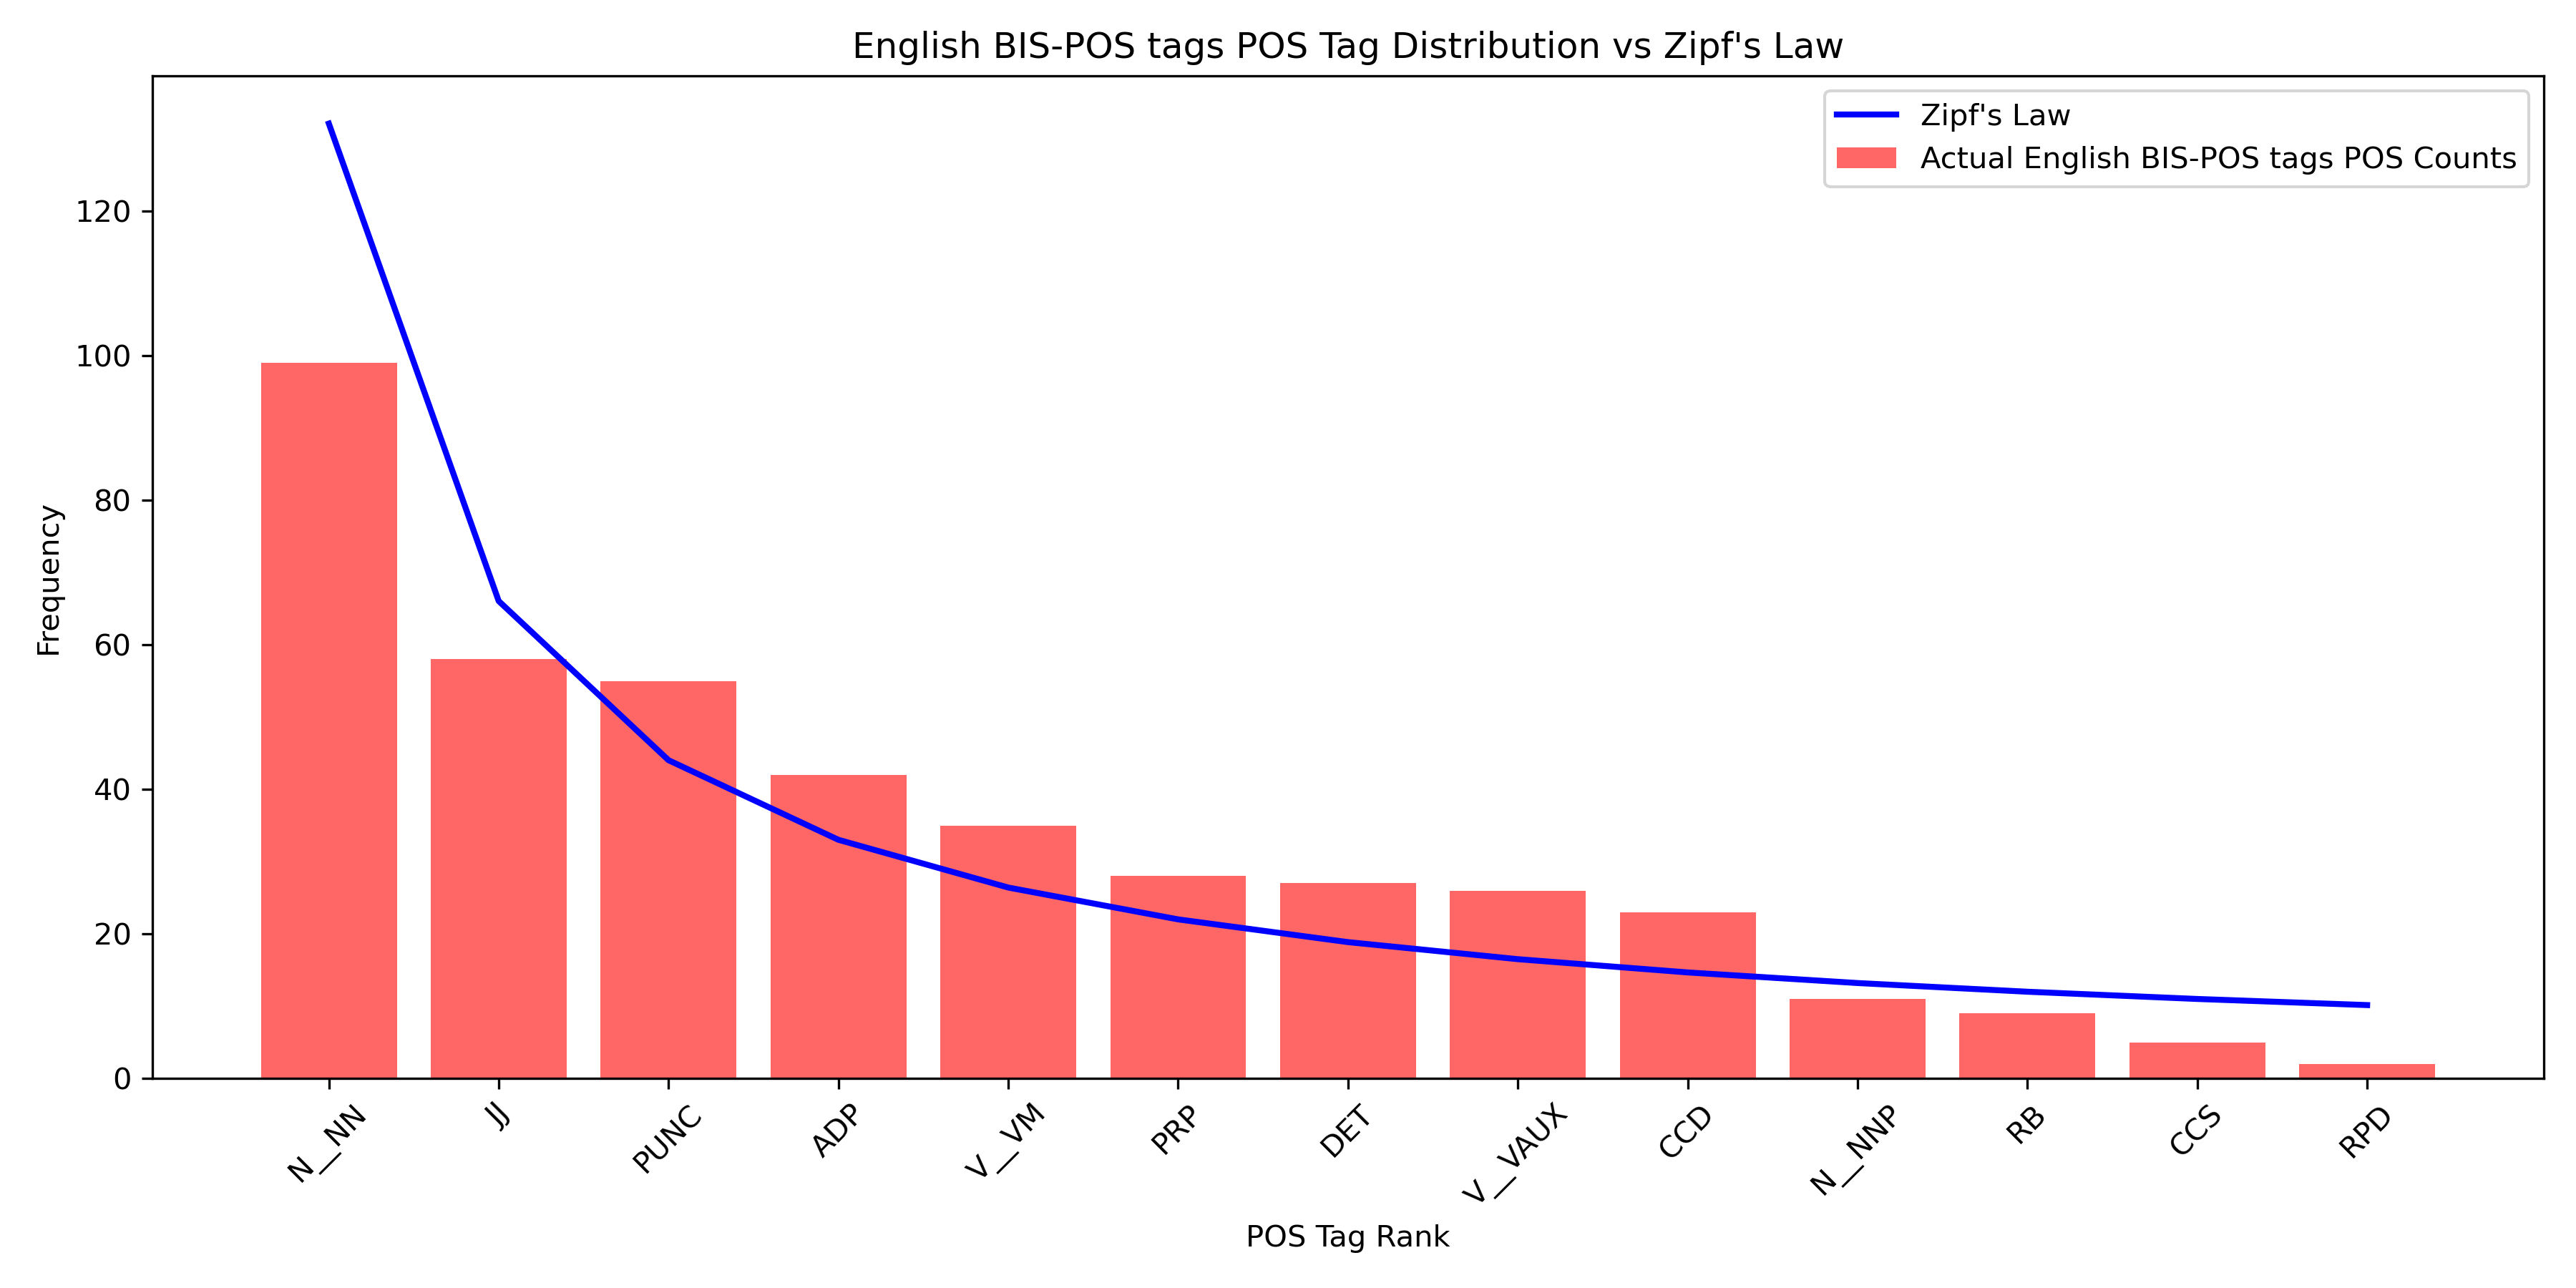 English BIS-POS tags POS Tag Distribution vs Zipf's Law
Zipf's Law
Actual English BIS-POS tags POS Counts
Frequency
120
100
80
60
40
20
0
N__NN
JJ
PUNC
ADP
V__VM
PRP
DET
V__VAUX
CCD
N__NNP
RB
CCS
RPD
POS Tag Rank